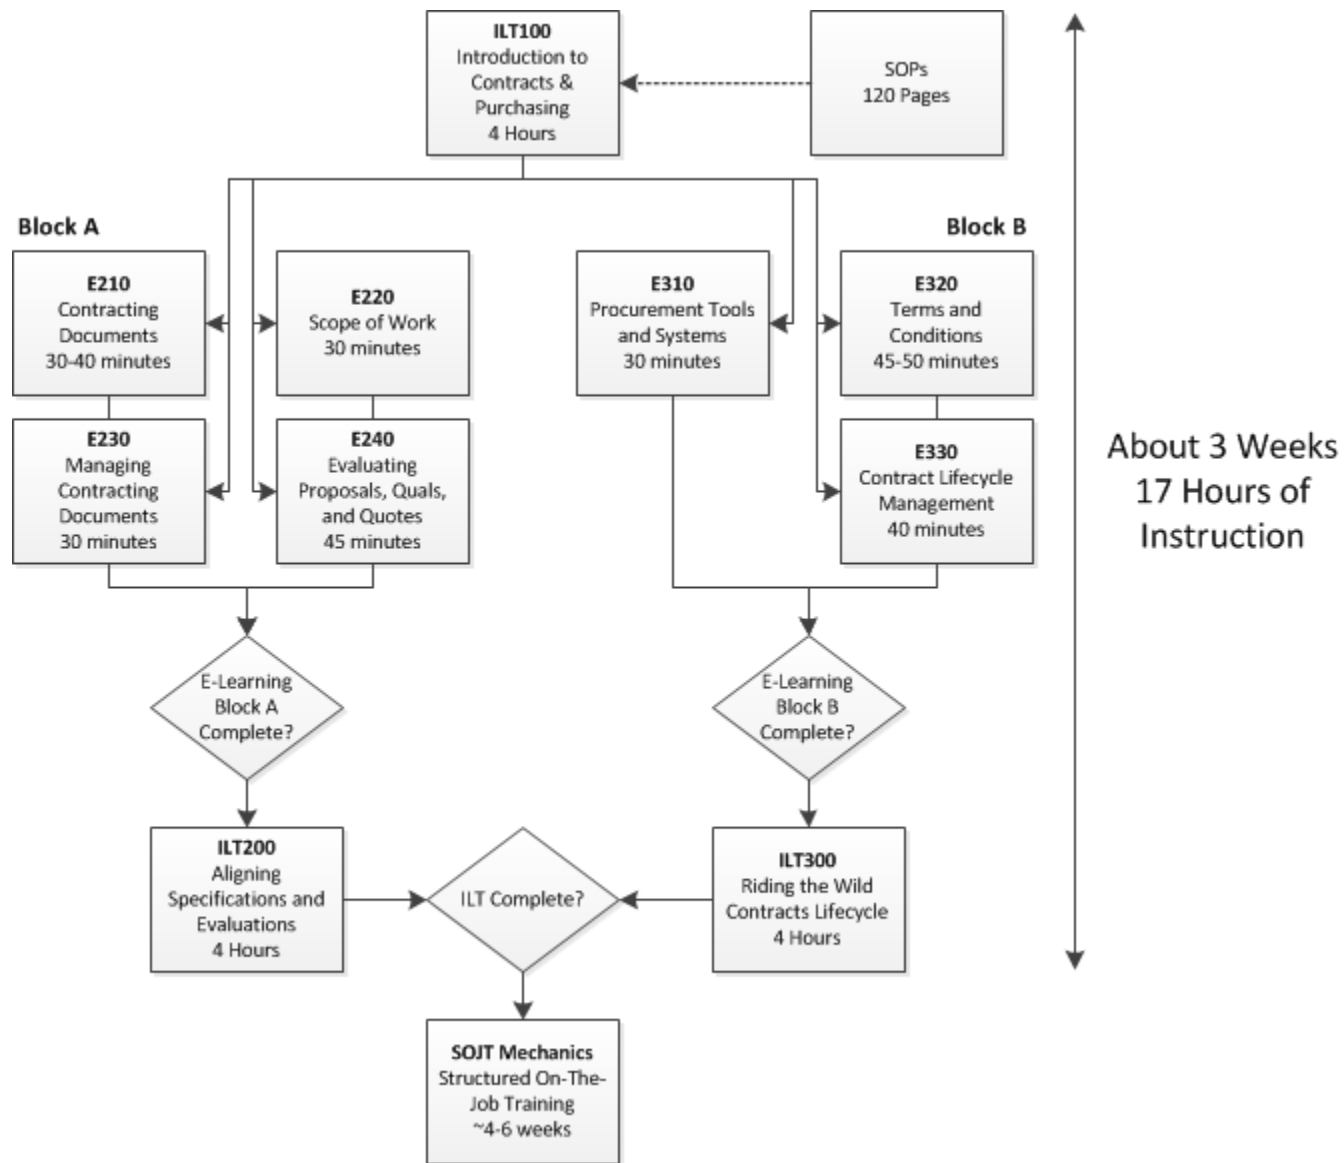 ILT100
Introduction to
Contracts &
Purchasing
4 Hours
SOPs
120 Pages
Block A
Block B
E210
Contracting
Documents
30-40 minutes
E220
Scope of Work
30 minutes
E310
Procurement Tools
and Systems
30 minutes
E320
Terms and
Conditions
45-50 minutes
E230
Managing
Contracting
Documents
30 minutes
E240
Evaluating
Proposals, Quals,
and Quotes
45 minutes
E330
Contract Lifecycle
Management
40 minutes
About 3 Weeks
17 Hours of
Instruction
E-Learning
Block A
Complete?
E-Learning
Block B
Complete?
ILT200
Aligning
Specifications and
Evaluations
4 Hours
ILT Complete?
ILT300
Riding the Wild
Contracts Lifecycle
4 Hours
SOJT Mechanics
Structured On-The-
Job Training
~4-6 weeks